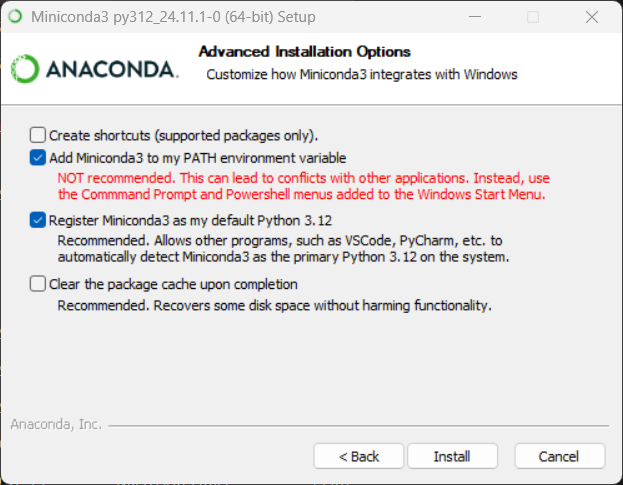 Miniconda3 py312_24.11.1-0 (64-bit) Setup
ANACONDA.
Advanced Installation Options
Customize how Miniconda3 integrates with Windows
Create shortcuts (supported packages only).
Add Miniconda3 to my PATH environment variable
NOT recommended. This can lead to conflicts with other applications. Instead, use
the Commmand Prompt and Powershell menus added to the Windows Start Menu.
Register Miniconda3 as my default Python 3.12
Recommended. Allows other programs, such as VSCode, PyCharm, etc. to
automatically detect Miniconda3 as the primary Python 3.12 on the system.
Clear the package cache upon completion
Recommended. Recovers some disk space without harming functionality.
Anaconda, Inc.
< Back
Install
Cancel